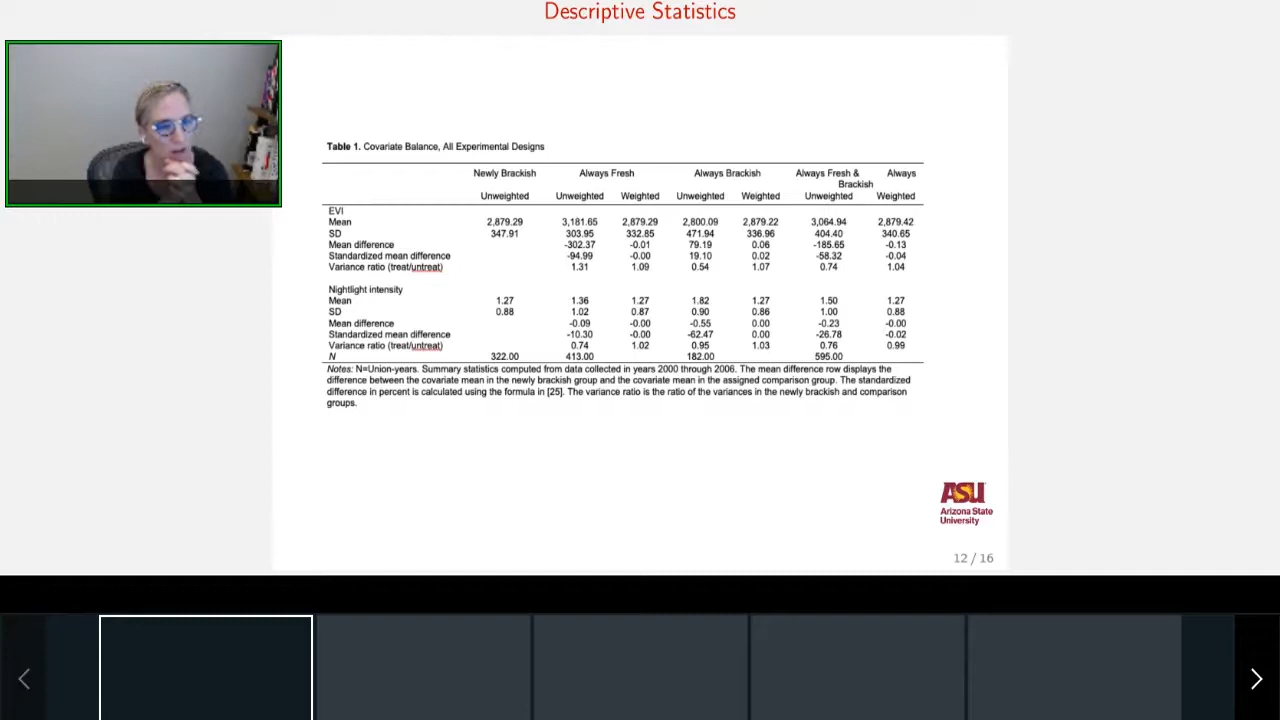 Descriptive Statistics
Table 1. Covariate Balance, All Experimental Designs
Newly Brackish Always Fresh Always Brackish Always Fresh & Always
Brackish
Unweighted Unweighted Weighted Unweighted Weighted Unweighted Weighted
EVI
Mean 2,879.29 3,181.65 2,879.29 2,800.09 2,879.22 3,064.94 2,879.42
SD 347.91 303.95 332.85 471.94 336.96 404.40 340.65
Mean difference -302.37 -0.01 79.19 0.06 -185.65 -0.13
Standardized mean difference -94.99 -0.00 19.10 0.02 -58.32 -0.04
Variance ratio (treat/untreat) 1.31 1.09 0.54 1.07 0.74 1.04
Nightlight intensity
Mean 1.27 1.36 1.27 1.82 1.27 1.50 1.27
SD 0.88 1.02 0.87 0.90 0.86 1.00 0.88
Mean difference -0.09 -0.00 -0.55 0.00 -0.23 -0.00
Standardized mean difference -10.30 -0.00 -62.47 0.00 -26.78 -0.02
Variance ratio (treat/untreat) 0.74 1.02 0.95 1.03 0.76 0.99
N 322.00 413.00 182.00 595.00
Notes: N=Union-years. Summary statistics computed from data collected in years 2000 through 2006. The mean difference row displays the
difference between the covariate mean in the newly brackish group and the covariate mean in the assigned comparison group. The standardized
difference in percent is calculated using the formula in [25]. The variance ratio is the ratio of the variances in the newly brackish and comparison
groups.
ASU
Arizona State
University
12 / 16